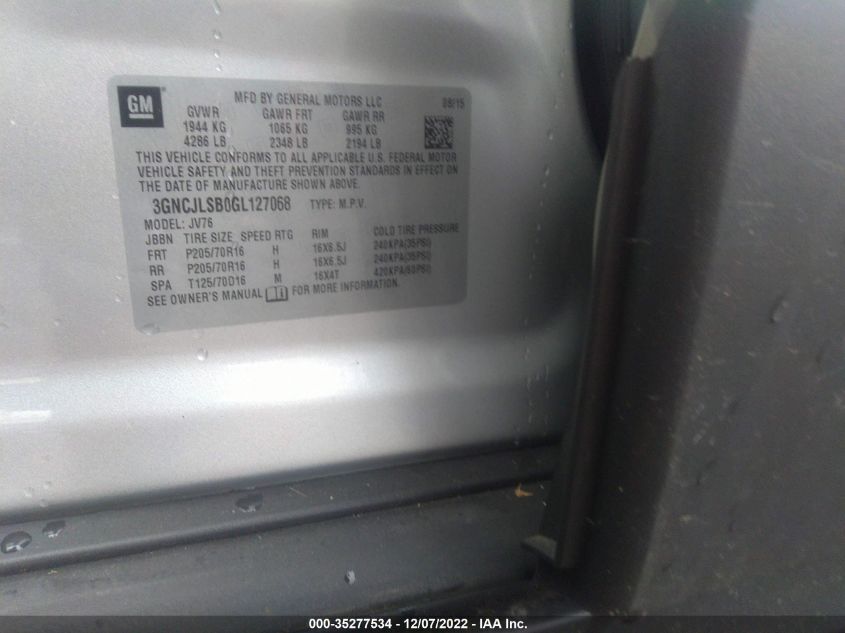 GM
MFD BY GENERAL MOTORS LLC 08/15
GVWR GAWR FRT GAWR RR
1944 KG 1065 KG 995 KG
4286 LB 2348 LB 2194 LB
THIS VEHICLE CONFORMS TO ALL APPLICABLE U.S. FEDERAL MOTOR
VEHICLE SAFETY AND THEFT PREVENTION STANDARDS IN EFFECT ON
THE DATE OF MANUFACTURE SHOWN ABOVE.
3GNCJLSB0GL127068 TYPE: M.P.V.
MODEL: JV76
JBBN TIRE SIZE SPEED RTG RIM COLD TIRE PRESSURE
FRT P205/70R16 H 16X6.5J 240KPA(35PSI)
RR P205/70R16 H 16X6.5J 240KPA(35PSI)
SPA T125/70D16 M 16X4T 420KPA(60PSI)
SEE OWNER'S MANUAL FOR MORE INFORMATION.
000-35277534 - 12/07/2022 - IAA Inc.